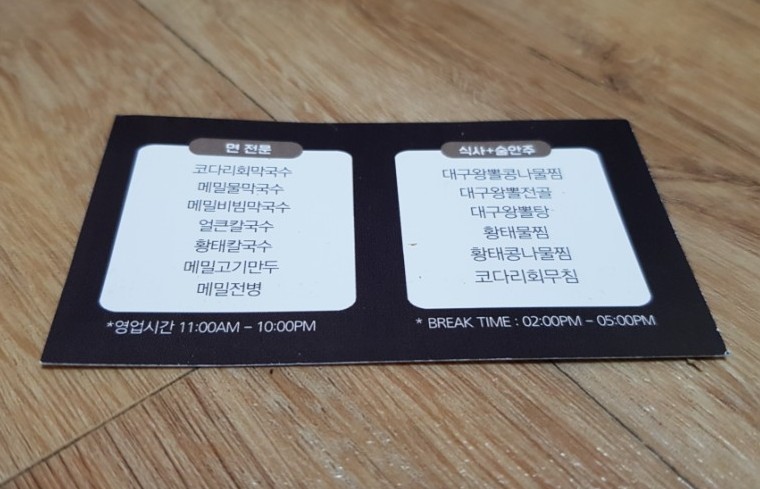 면 전문
코다리회막국수
메밀물막국수
메밀비빔막국수
얼큰칼국수
황태칼국수
메밀고기만두
메밀전병
*영업시간 11:00AM – 10:00PM
식사+술안주
대구왕뽈콩나물찜
대구왕뽈전골
대구왕뽈탕
황태물찜
황태콩나물찜
코다리회무침
* BREAK TIME : 02:00PM – 05:00PM